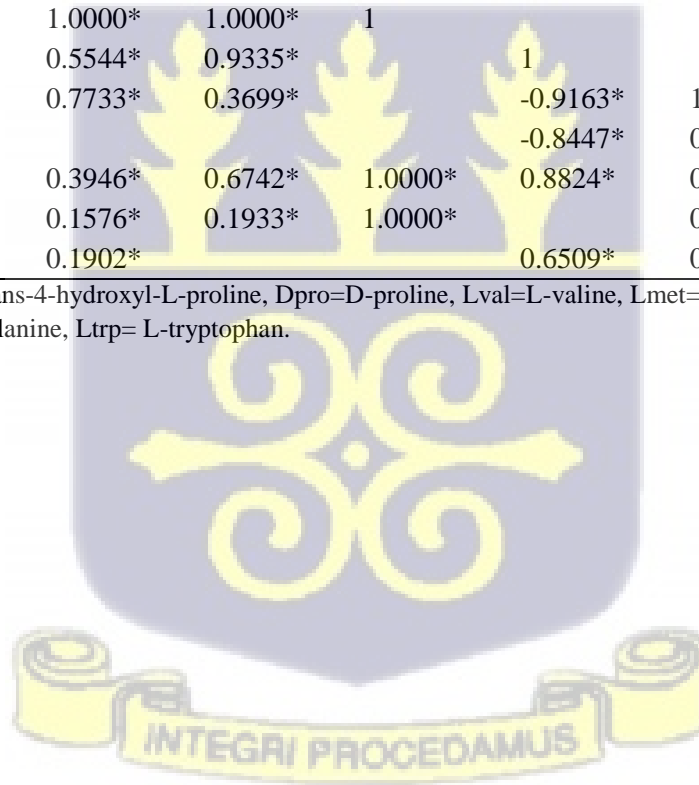 1.0000* 1.0000* 1
0.5544* 0.9335* 1
0.7733* 0.3699* -0.9163* 1
-0.8447* 0
0.3946* 0.6742* 1.0000* 0.8824* 0
0.1576* 0.1933* 1.0000* 0
0.1902* 0.6509* 0
ns-4-hydroxyl-L-proline, Dpro=D-proline, Lval=L-valine, Lmet=
lanine, Ltrp= L-tryptophan.
INTEGRI PROCEDAMUS